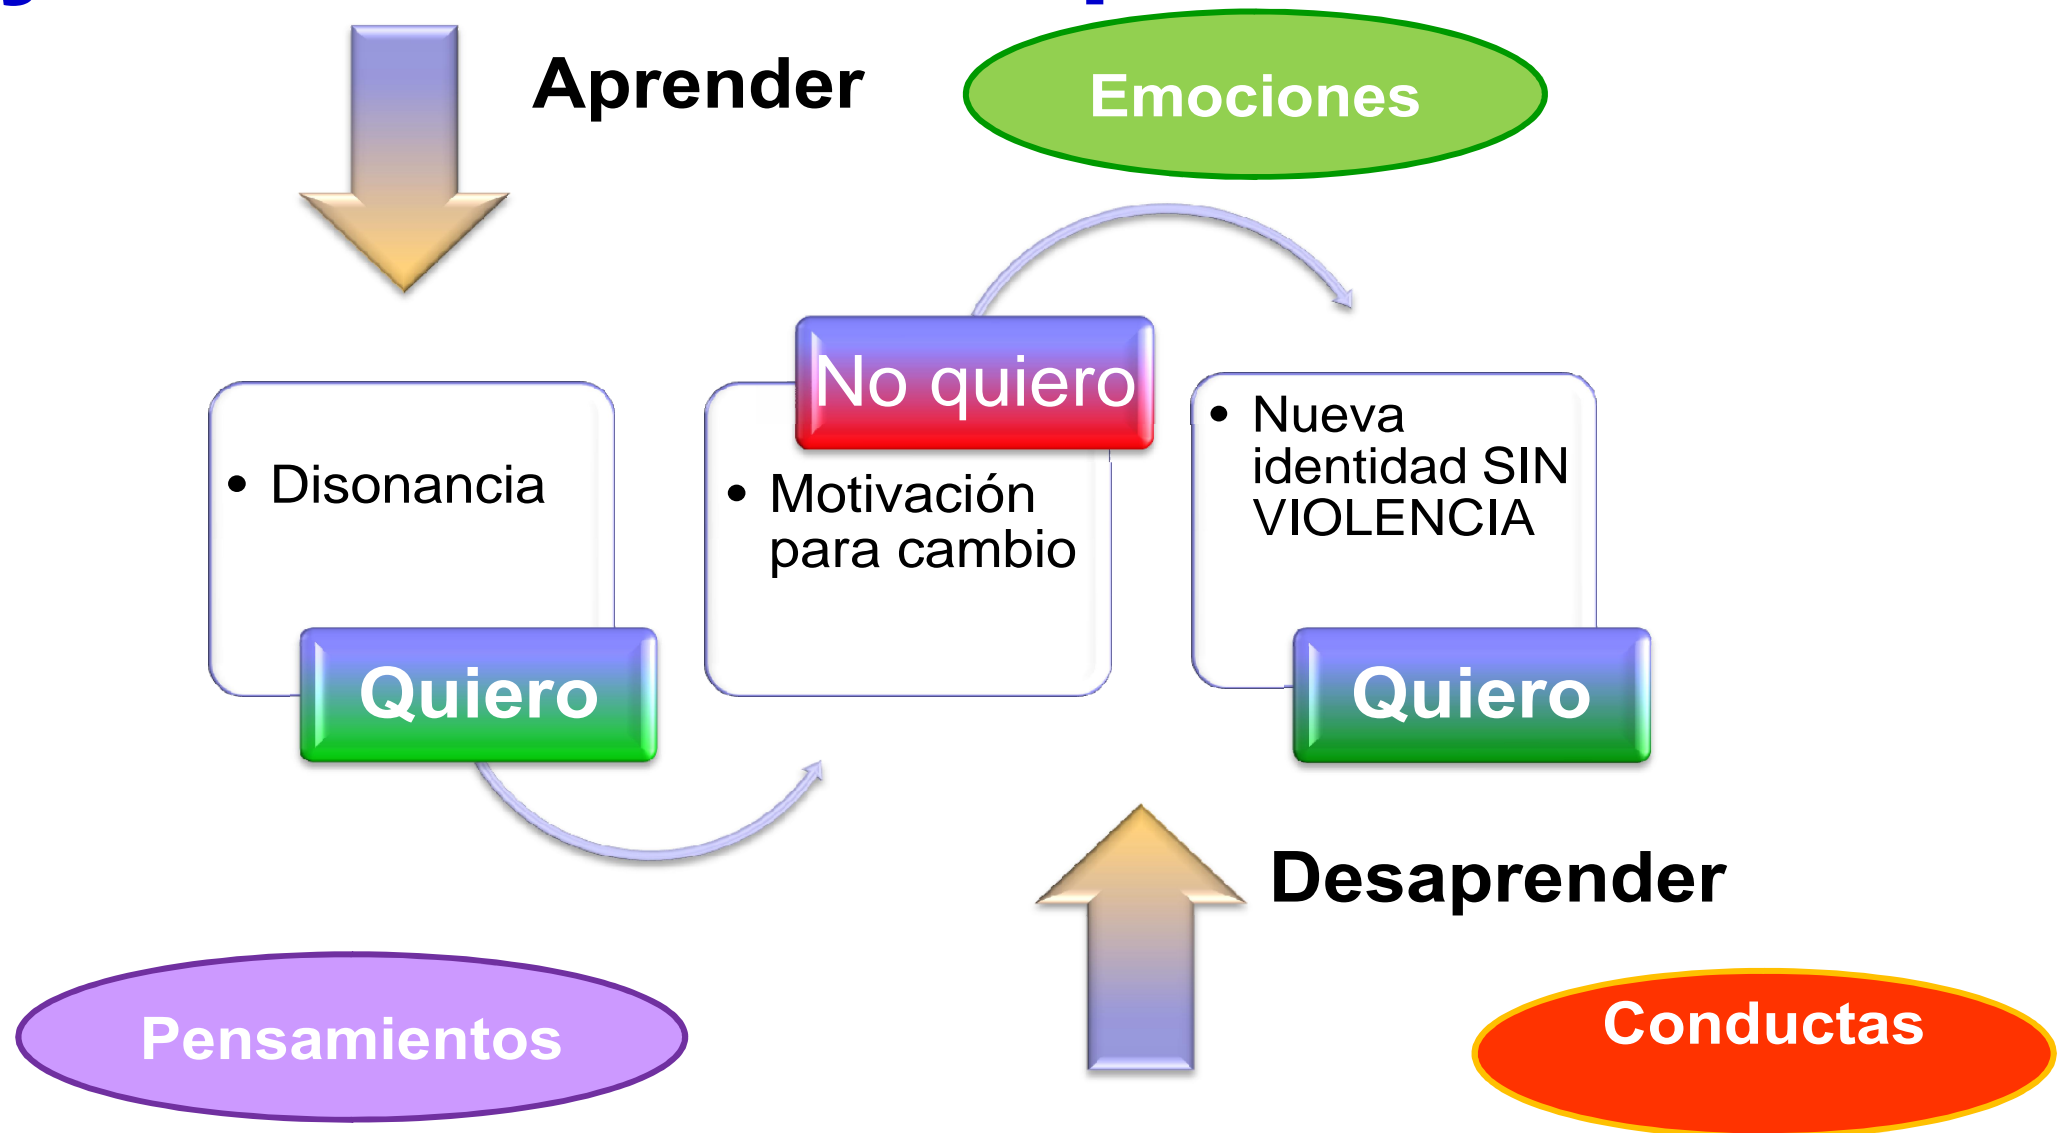 Aprender
Emociones
No quiero
• Disonancia
• Motivación
para cambio
• Nueva
identidad SIN
VIOLENCIA
Quiero
Quiero
Desaprender
Pensamientos
Conductas